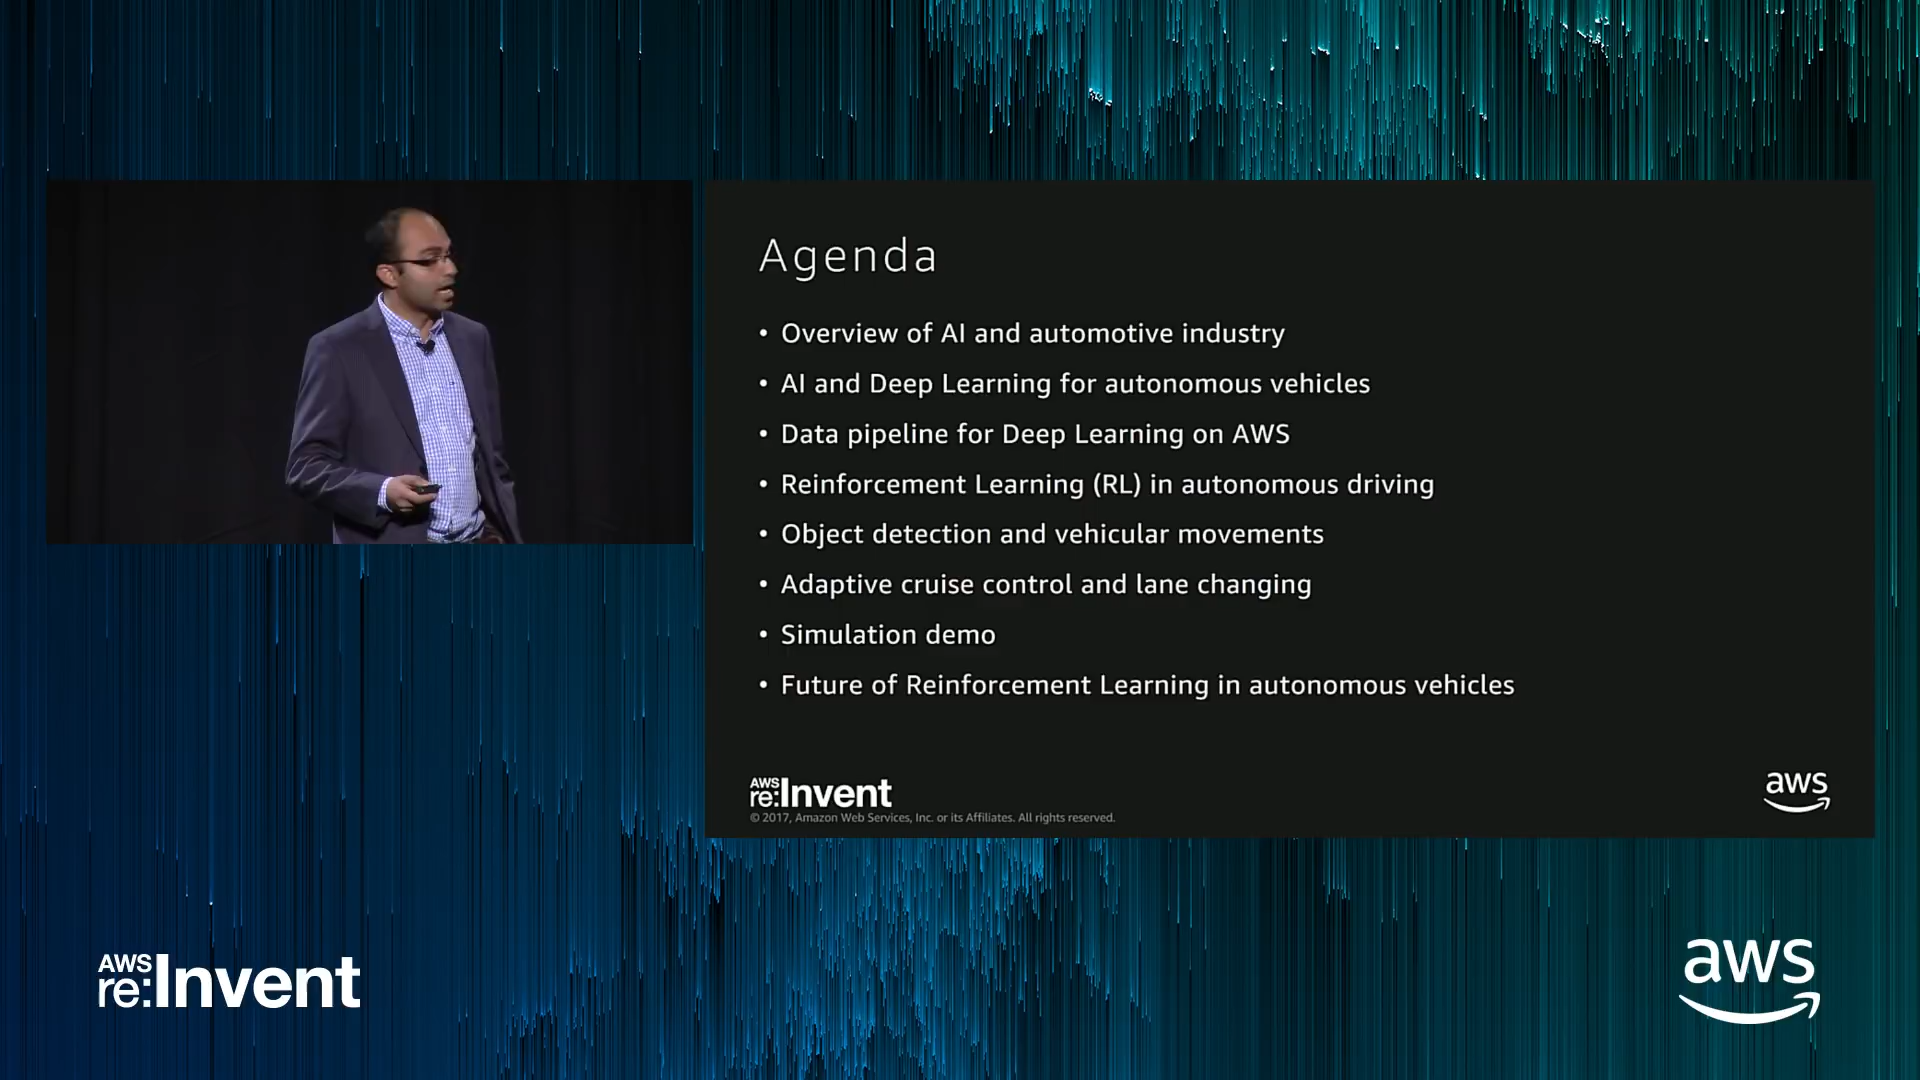 Agenda
• Overview of AI and automotive industry
• AI and Deep Learning for autonomous vehicles
• Data pipeline for Deep Learning on AWS
• Reinforcement Learning (RL) in autonomous driving
• Object detection and vehicular movements
• Adaptive cruise control and lane changing
• Simulation demo
• Future of Reinforcement Learning in autonomous vehicles
AWS
re:Invent
© 2017, Amazon Web Services, Inc. or its Affiliates. All rights reserved.
aws
AWS
re:Invent
aws